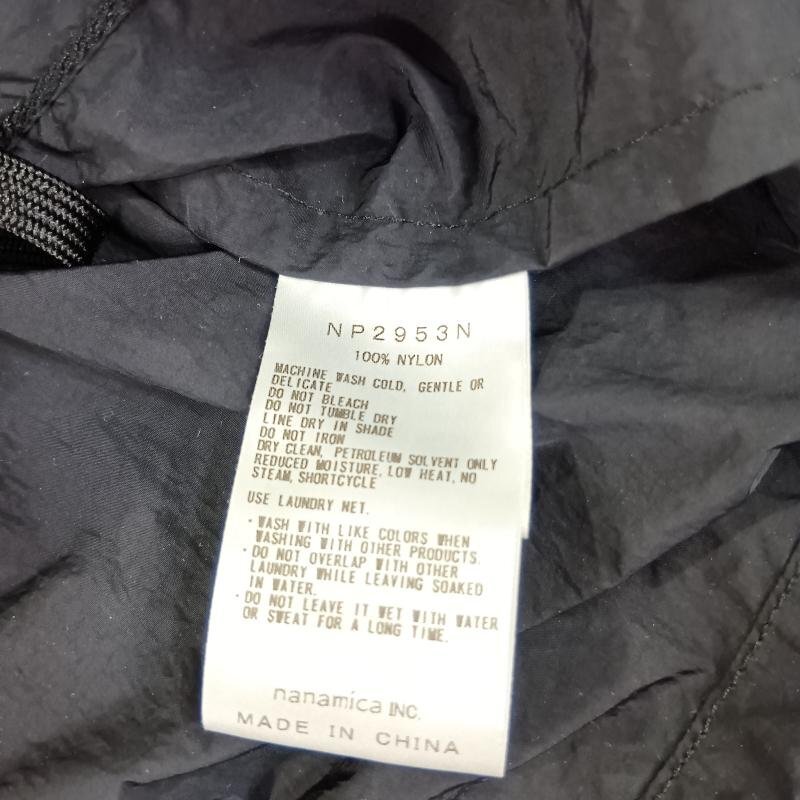 NP2953N
100% NYLON
MACHINE WASH COLD, GENTLE OR
DELICATE
DO NOT BLEACH
DO NOT TUMBLE DRY
LINE DRY IN SHADE
DO NOT IRON
DRY CLEAN, PETROLEUM SOLVENT ONLY
REDUCED MOISTURE, LOW HEAT, NO
STEAM, SHORTCYCLE
USE LAUNDRY NET.
・WASH WITH LIKE COLORS WHEN
WASHING WITH OTHER PRODUCTS.
・DO NOT OVERLAP WITH OTHER
LAUNDRY WHILE LEAVING SOAKED
IN WATER.
・DO NOT LEAVE IT WET WITH WATER
OR SWEAT FOR A LONG TIME.
nanamica INC.
MADE IN CHINA